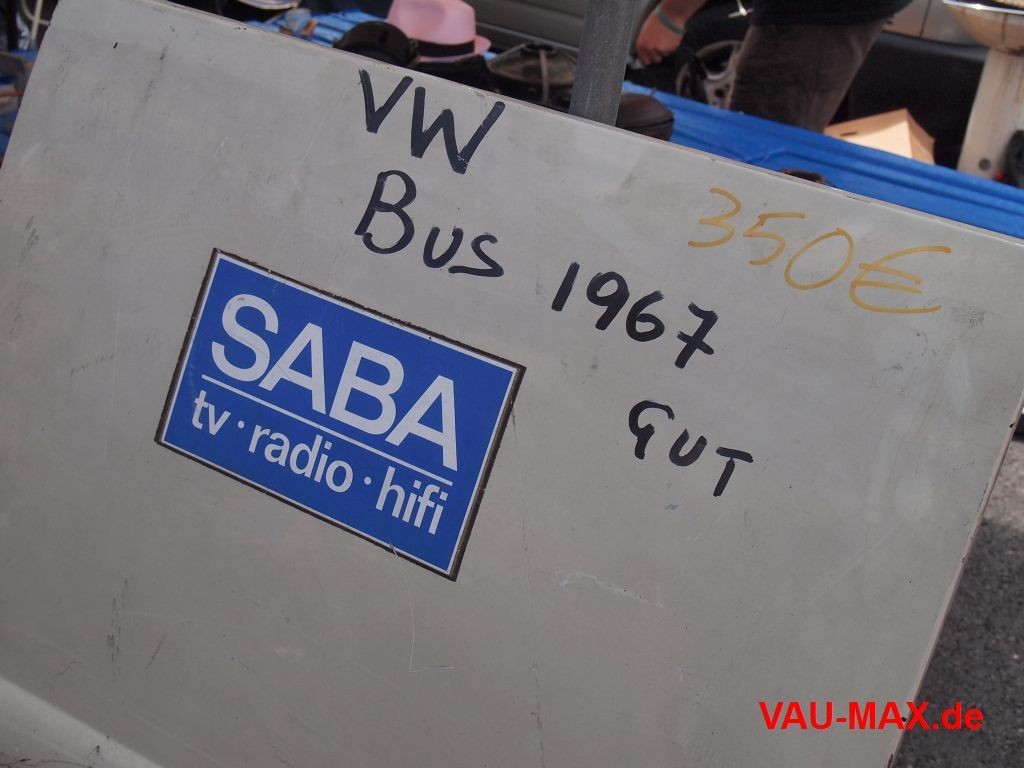 VW
Bus 1967
GUT
350€
SABA
tv · radio · hifi
VAU-MAX.de